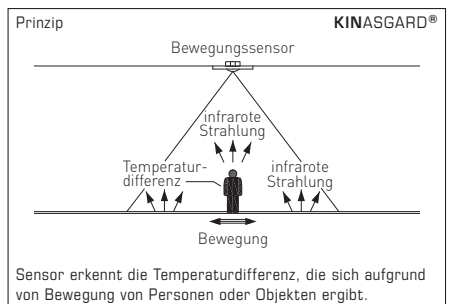 Prinzip
KINASGARD®
Bewegungssensor
infrarote
Strahlung
Temperatur-
differenz
infrarote
Strahlung
Bewegung
Sensor erkennt die Temperaturdifferenz, die sich aufgrund
von Bewegung von Personen oder Objekten ergibt.